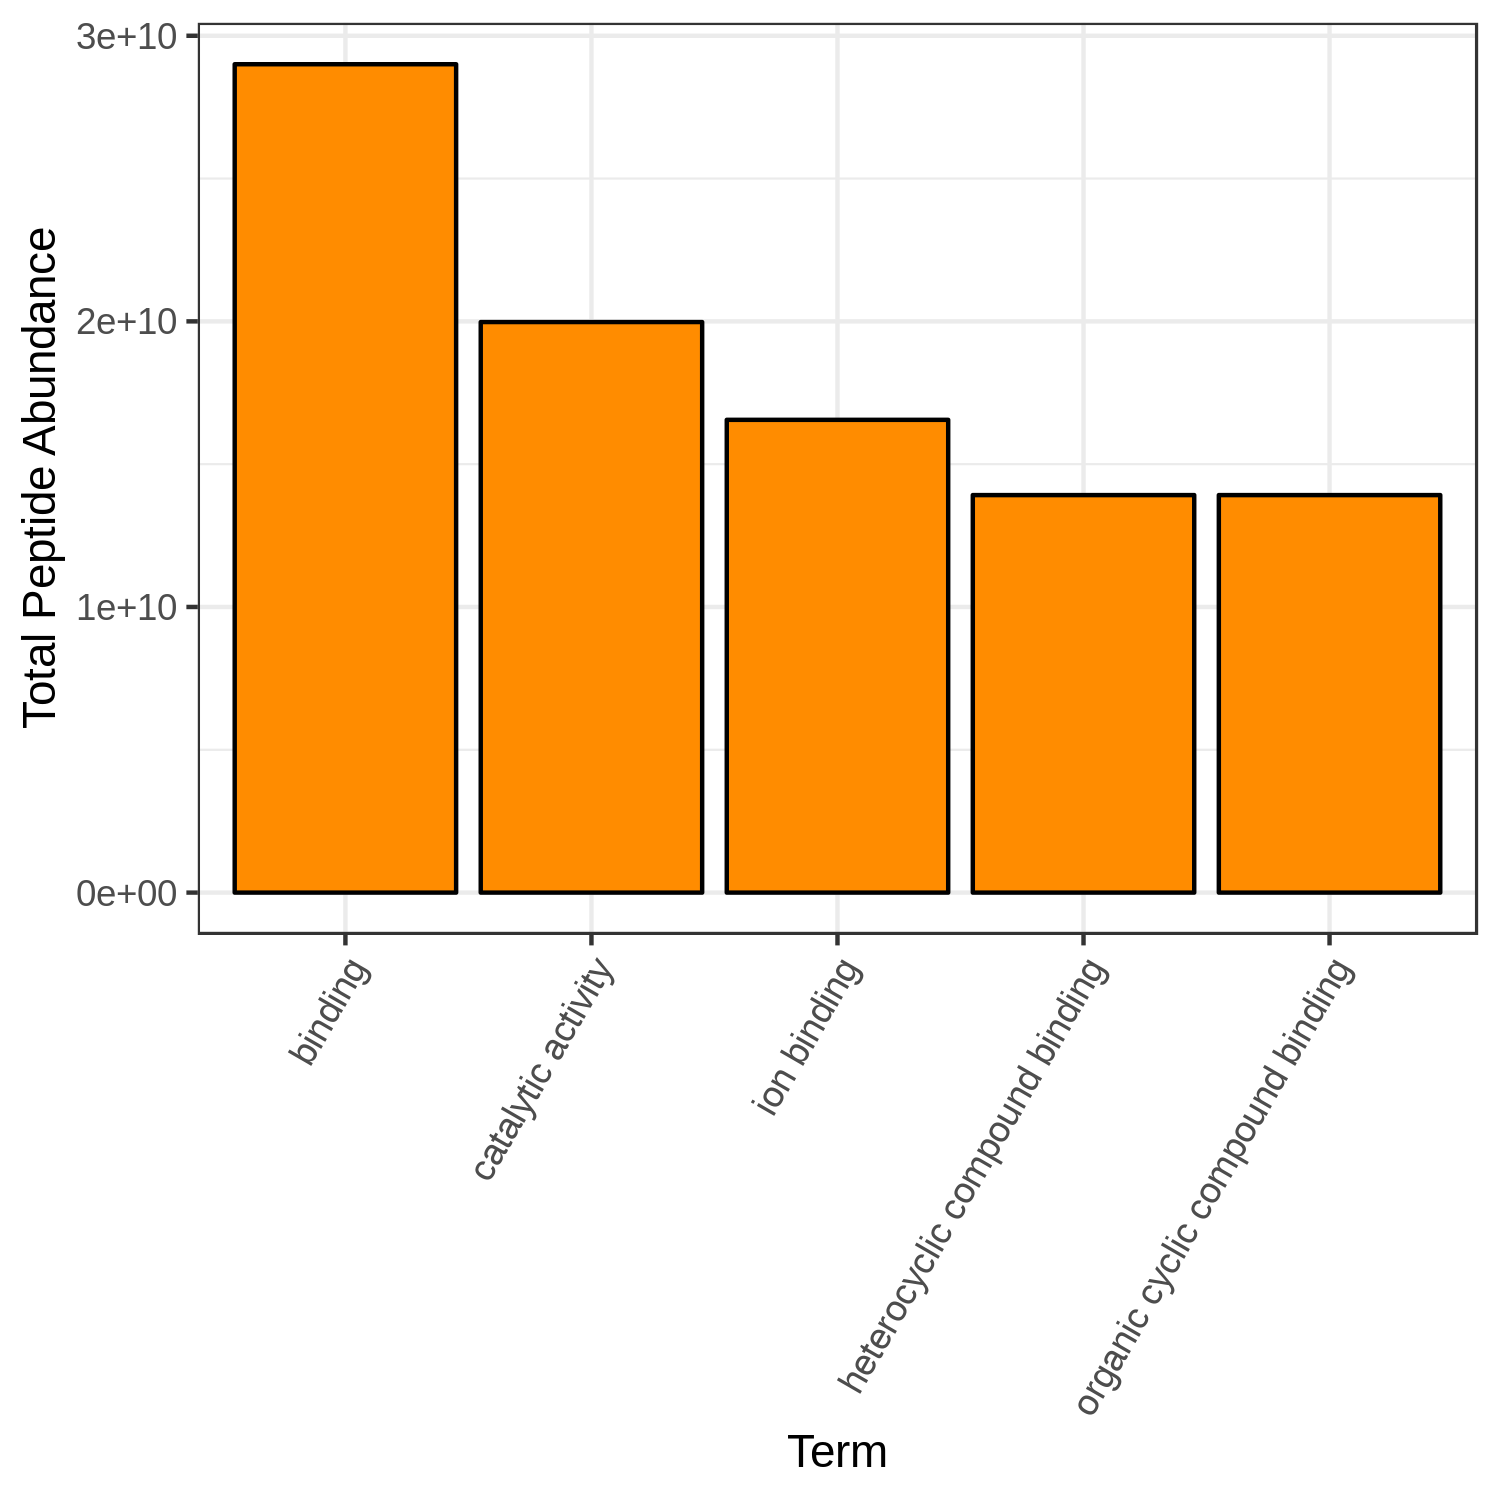 Total Peptide Abundance
3e+10
2e+10
1e+10
0e+00
binding
catalytic activity
ion binding
heterocyclic compound binding
organic cyclic compound binding
Term